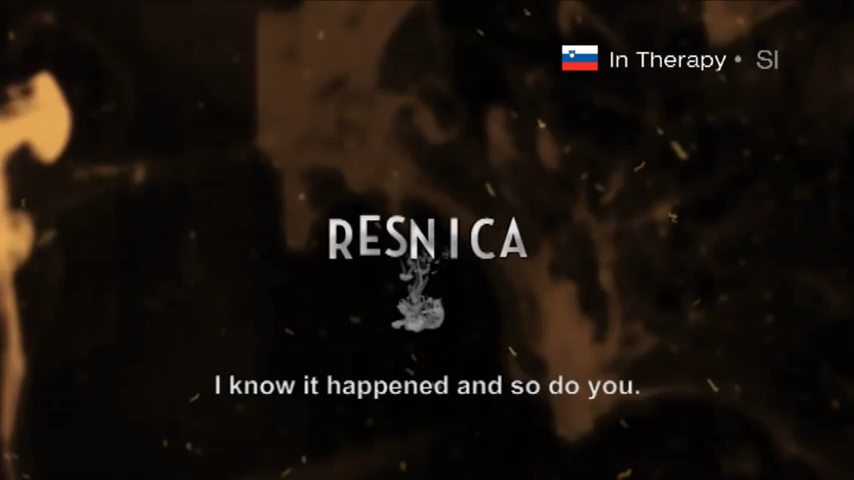 In Therapy • SI
RESNICA
I know it happened and so do you.